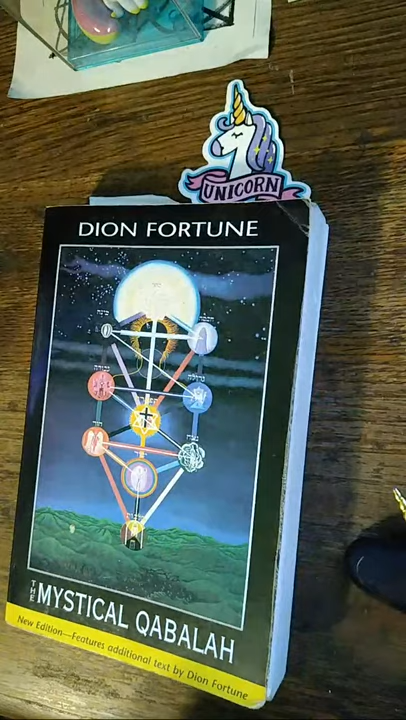 UNICORN
DION FORTUNE
THE MYSTICAL QABALAH
New Edition—Features additional text by Dion Fortune